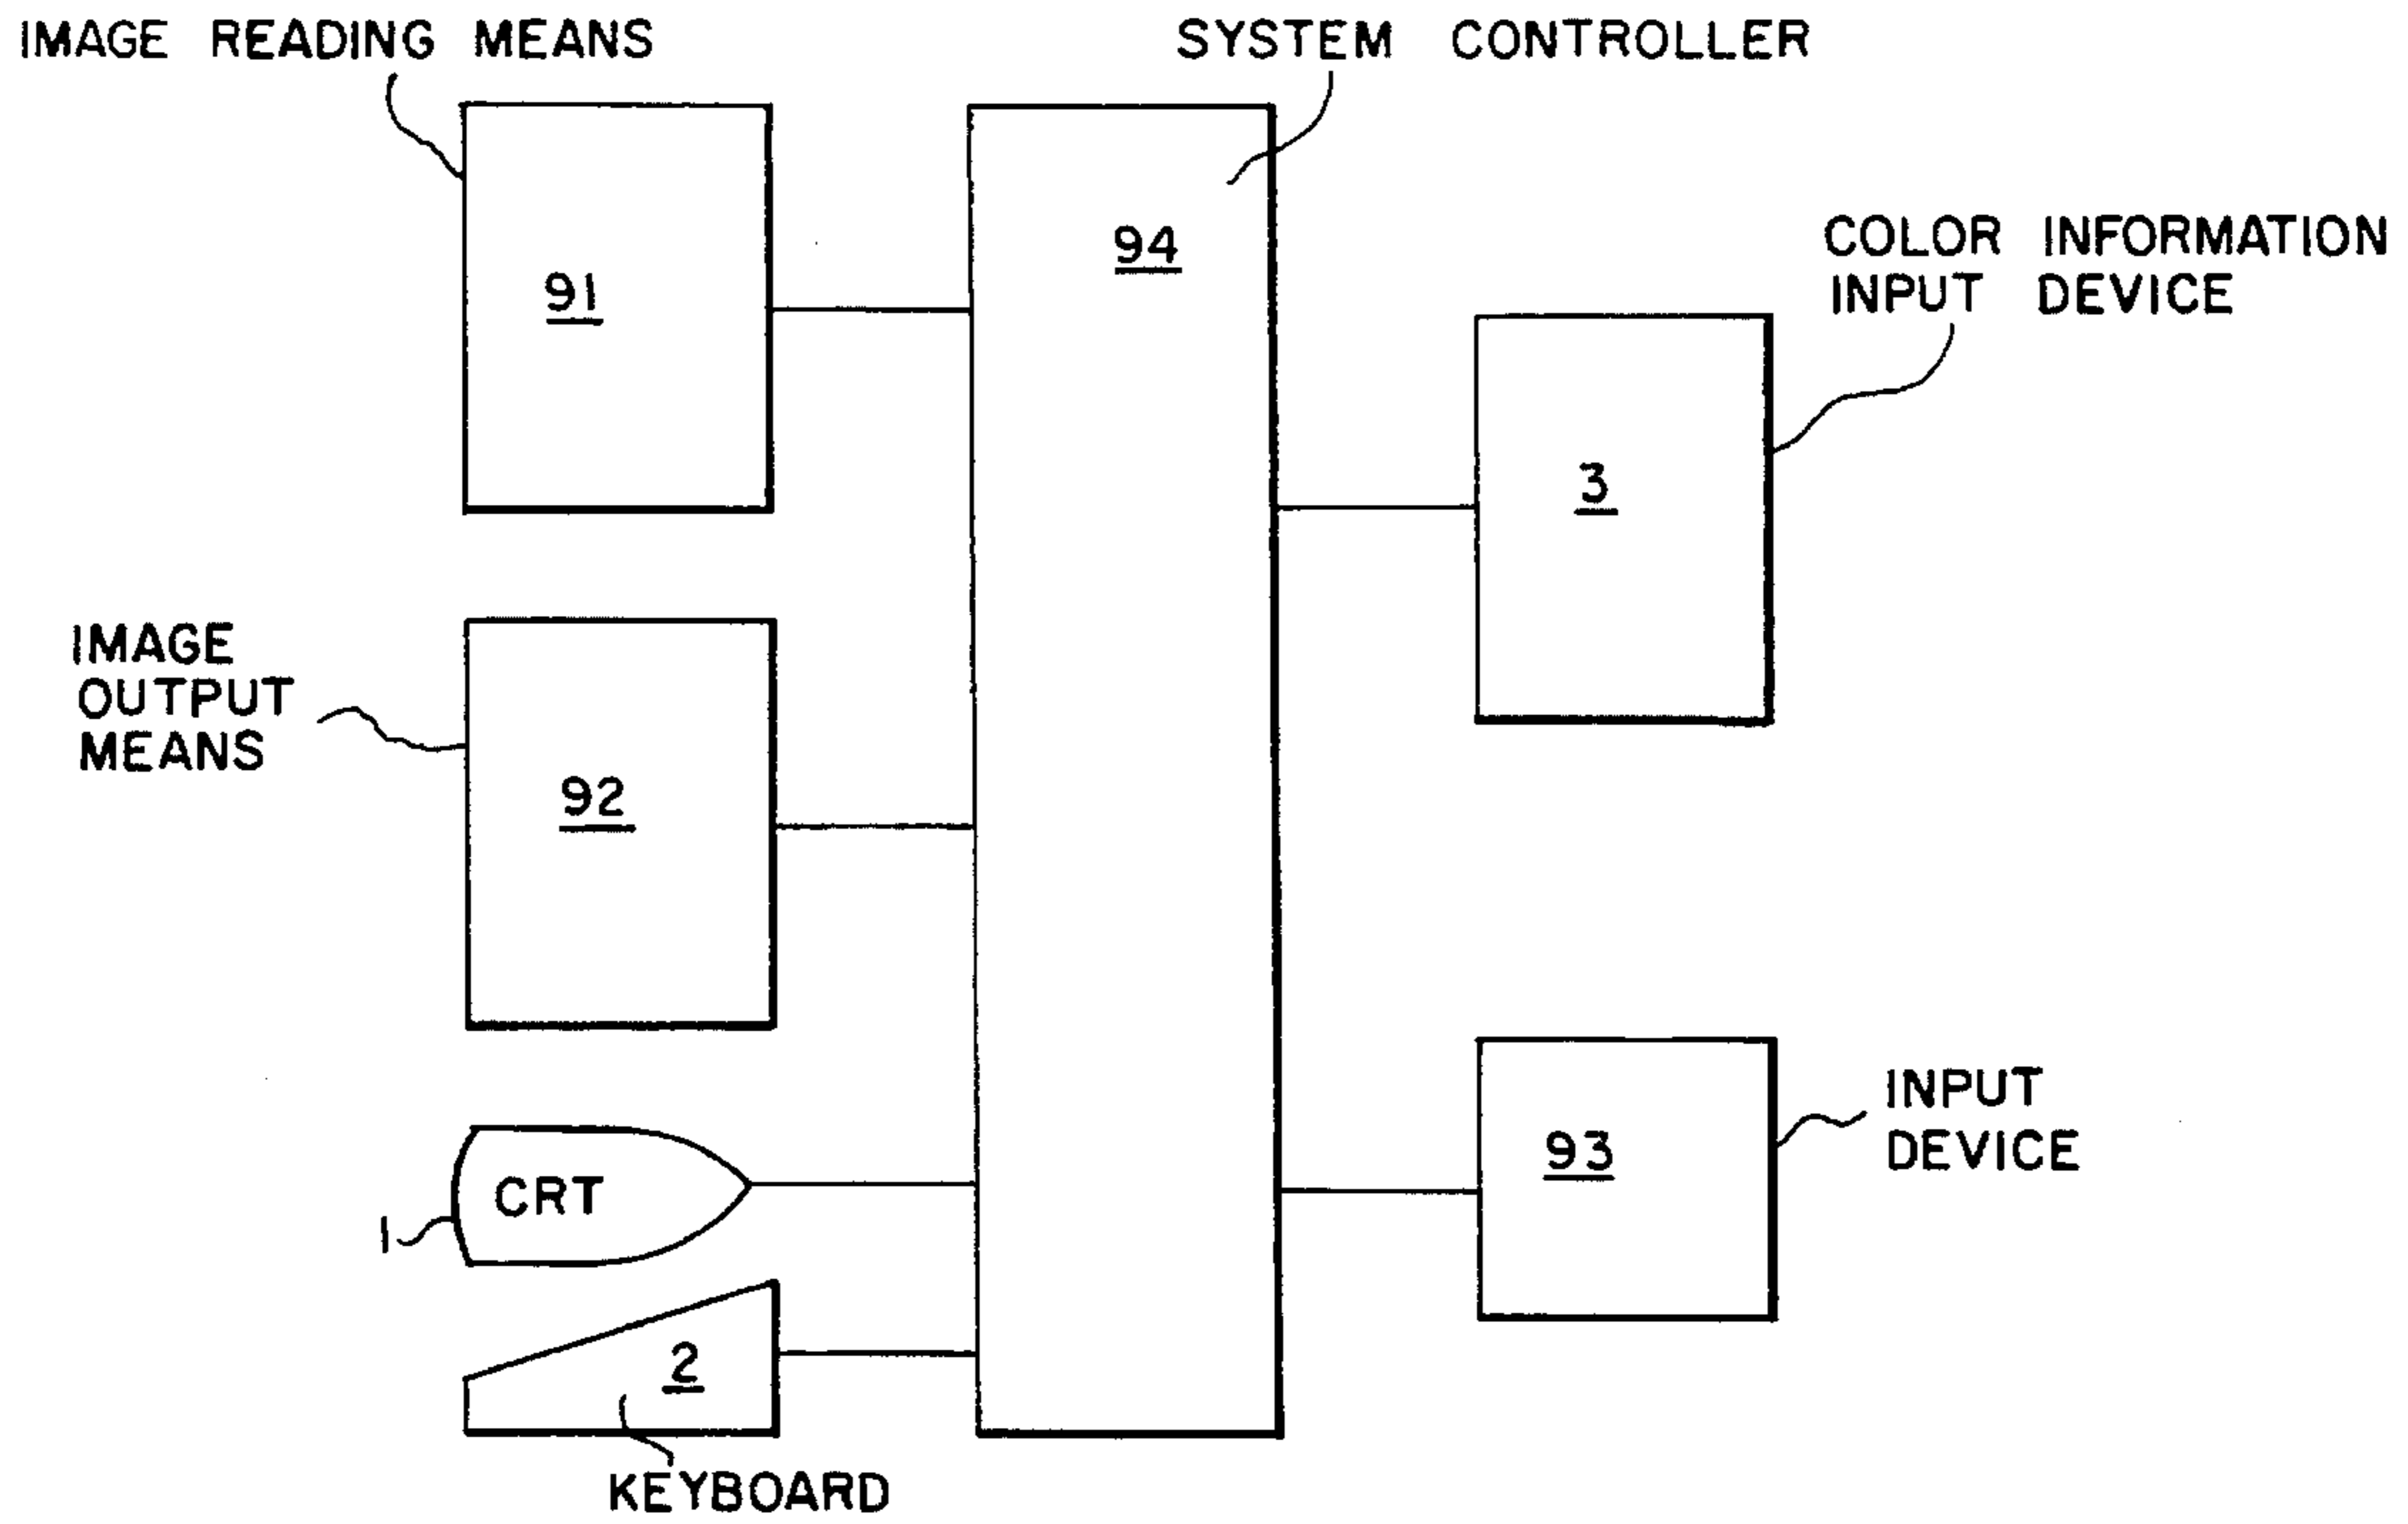 IMAGE READING MEANS
SYSTEM CONTROLLER
91
94
COLOR INFORMATION
INPUT DEVICE
3
IMAGE
OUTPUT
MEANS
92
CRT
1
INPUT
DEVICE
93
2
KEYBOARD